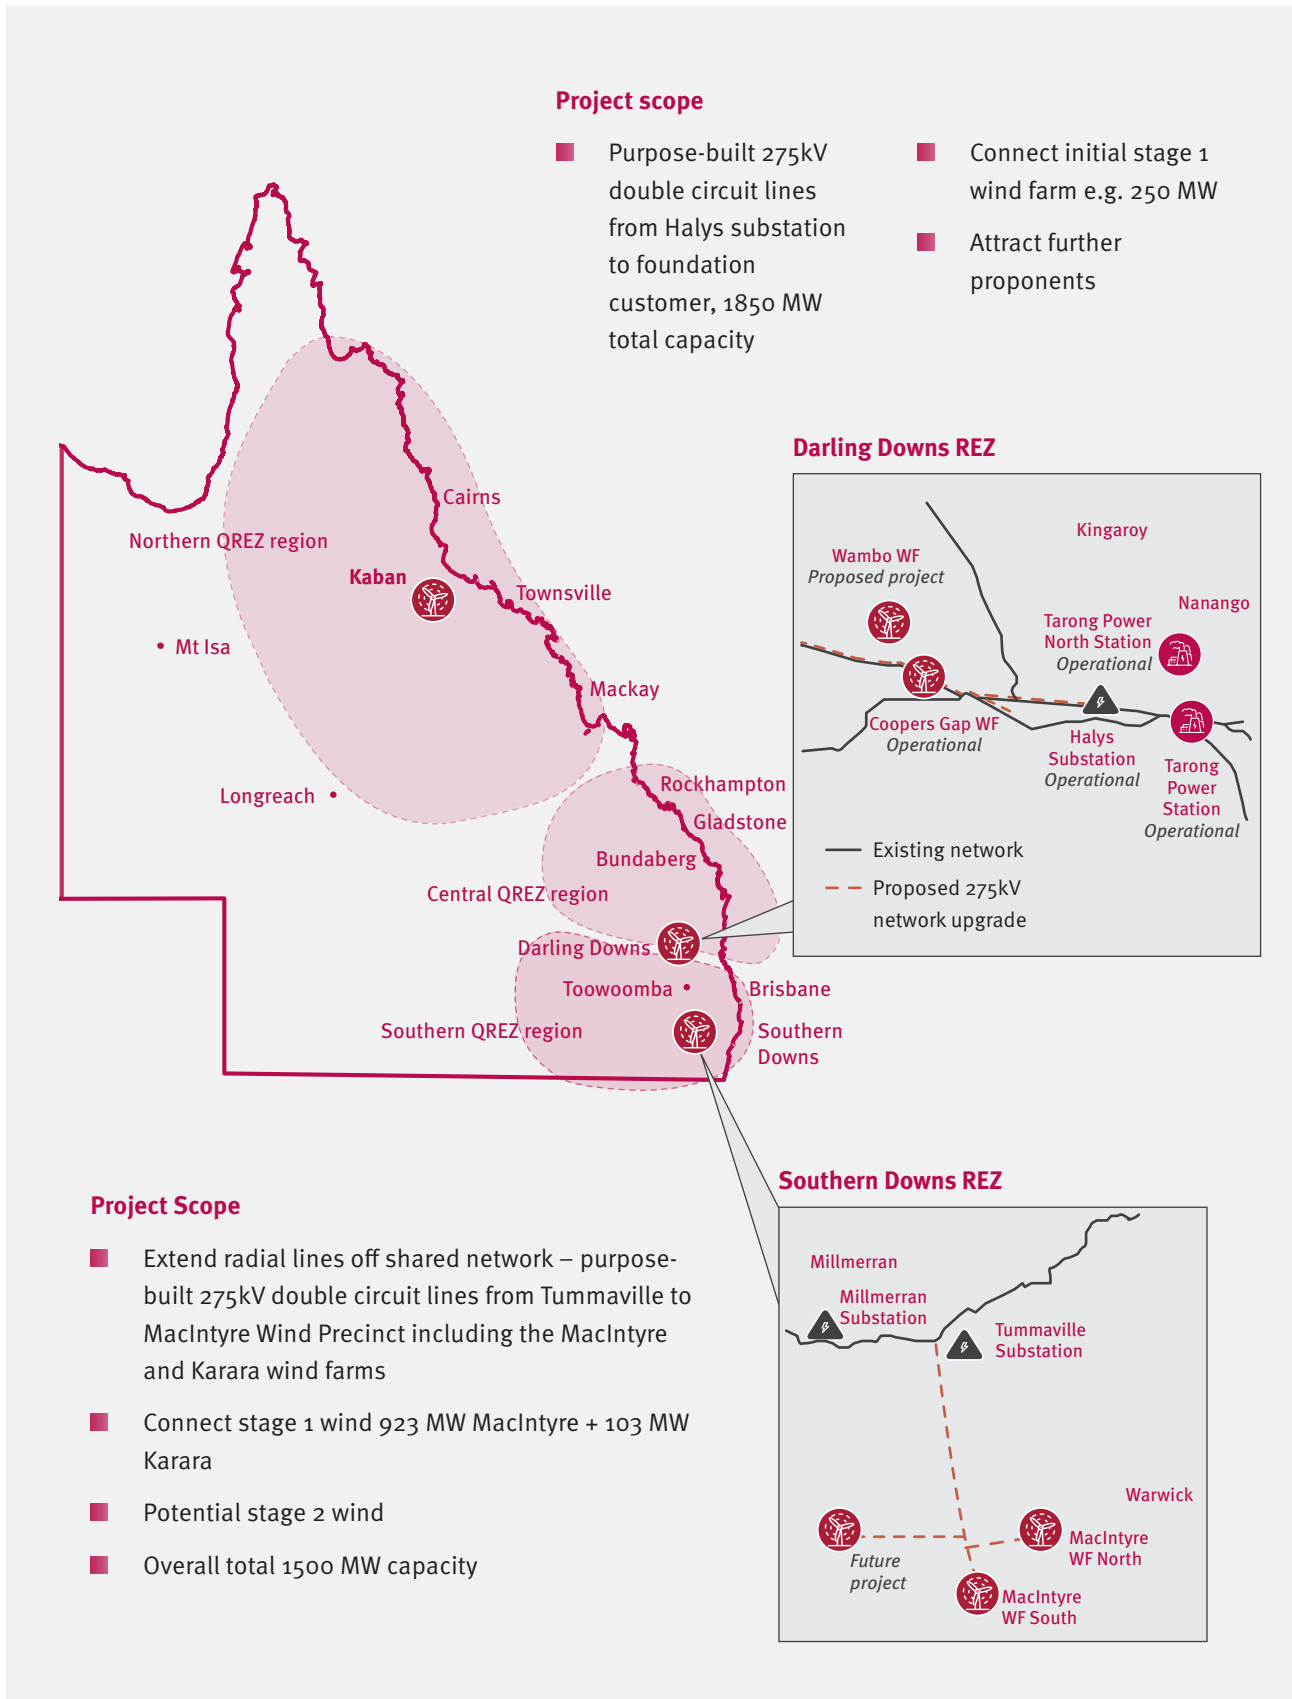 Project scope
Purpose-built 275kV
double circuit lines
from Halys substation
to foundation
customer, 1850 MW
total capacity
Connect initial stage 1
wind farm e.g. 250 MW
Attract further
proponents
Cairns
Northern QREZ region
Kaban
Townsville
Mt Isa
Mackay
Longreach
Rockhampton
Gladstone
Bundaberg
Central QREZ region
Darling Downs
Toowoomba
Brisbane
Southern QREZ region
Southern
Downs
Darling Downs REZ
Kingaroy
Wambo WF
Proposed project
Nanango
Tarong Power
North Station
Operational
Coopers Gap WF
Operational
Halys
Substation
Operational
Tarong
Power
Station
Operational
Existing network
Proposed 275kV
network upgrade
Project Scope
Extend radial lines off shared network – purpose-
built 275kV double circuit lines from Tummaville to
MacIntyre Wind Precinct including the MacIntyre
and Karara wind farms
Connect stage 1 wind 923 MW MacIntyre + 103 MW
Karara
Potential stage 2 wind
Overall total 1500 MW capacity
Southern Downs REZ
Millmerran
Millmerran
Substation
Tummaville
Substation
Warwick
Future
project
MacIntyre
WF North
MacIntyre
WF South